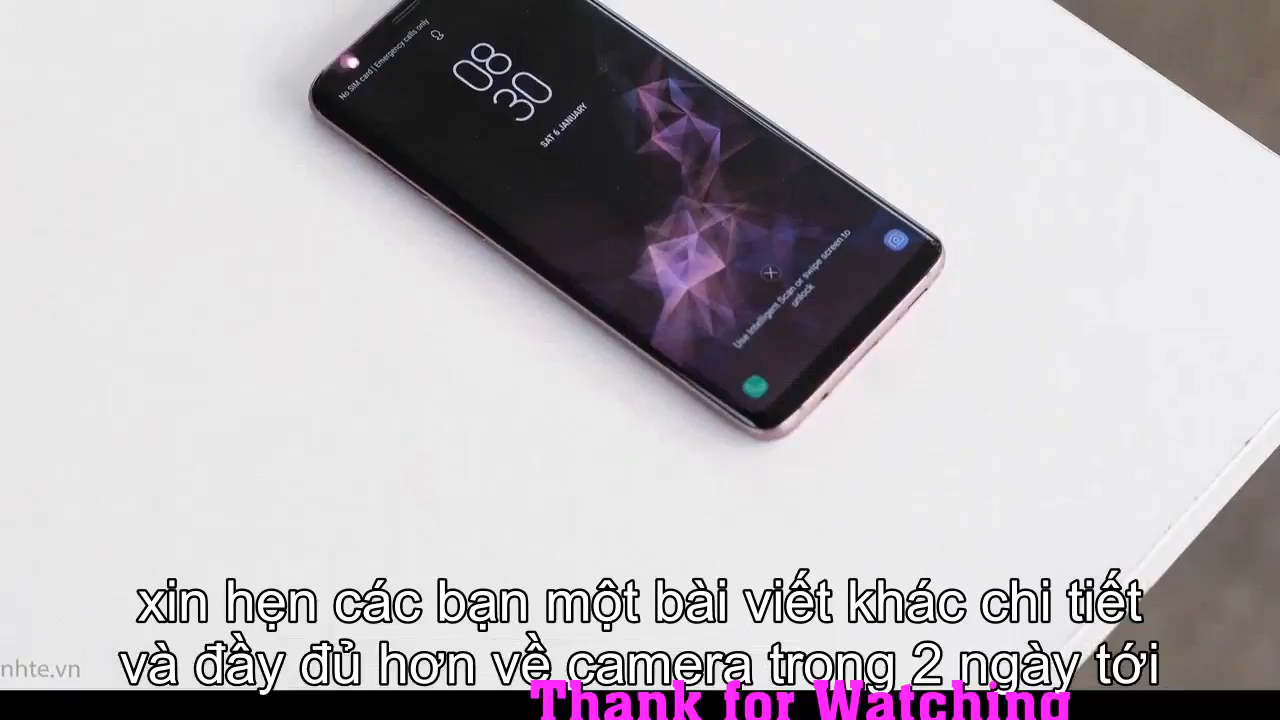 No SIM card | Emergency calls only
08
30
SAT 6 JANUARY
Use Intelligent Scan or swipe screen to
unlock
xin hẹn các bạn một bài viết khác chi tiết
và đầy đủ hơn về camera trong 2 ngày tới
nhte.vn
Thank for Watching